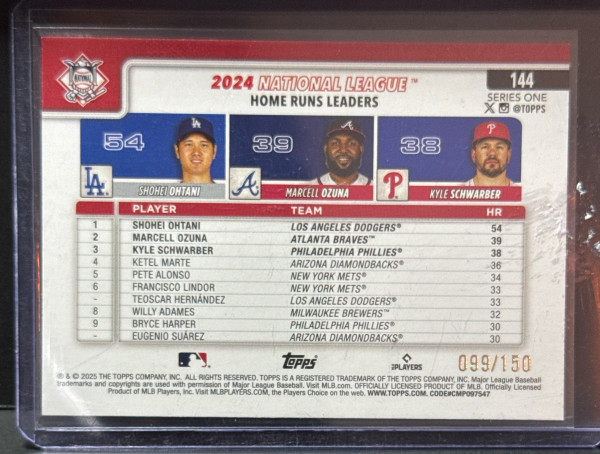 144
2024 NATIONAL LEAGUE™
HOME RUNS LEADERS
SERIES ONE
@TOPPS
54 39 38
SHOHEI OHTANI MARCELL OZUNA KYLE SCHWARBER
PLAYER TEAM HR
1 SHOHEI OHTANI LOS ANGELES DODGERS® 54
2 MARCELL OZUNA ATLANTA BRAVES™ 39
3 KYLE SCHWARBER PHILADELPHIA PHILLIES® 38
4 KETEL MARTE ARIZONA DIAMONDBACKS® 36
5 PETE ALONSO NEW YORK METS® 34
6 FRANCISCO LINDOR NEW YORK METS® 33
- TEOSCAR HERNÁNDEZ LOS ANGELES DODGERS® 33
8 WILLY ADAMES MILWAUKEE BREWERS™ 32
9 BRYCE HARPER PHILADELPHIA PHILLIES® 30
- EUGENIO SUÁREZ ARIZONA DIAMONDBACKS® 30
Topps PLAYERS 099/150
® & © 2025 THE TOPPS COMPANY, INC. ALL RIGHTS RESERVED. TOPPS IS A REGISTERED TRADEMARK OF THE TOPPS COMPANY, INC. Major League Baseball
trademarks and copyrights are used with permission of Major League Baseball. Visit MLB.com. OFFICIALLY LICENSED PRODUCT OF MLB. Officially Licensed
Product of MLB Players, Inc. Visit MLBPLAYERS.com, the Players Choice on the web. WWW.TOPPS.COM. CODE#CMP097547